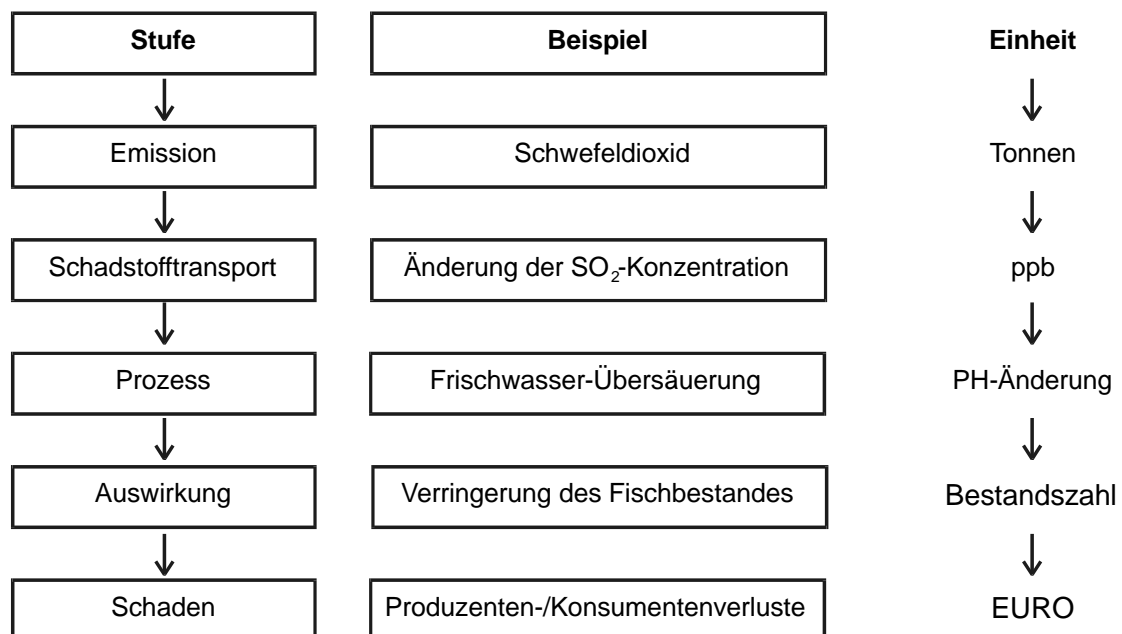 Stufe Beispiel Einheit
Emission Schwefeldioxid Tonnen
Schadstofftransport Änderung der SO₂-Konzentration ppb
Prozess Frischwasser-Übersäuerung PH-Änderung
Auswirkung Verringerung des Fischbestandes Bestandszahl
Schaden Produzenten-/Konsumentenverluste EURO